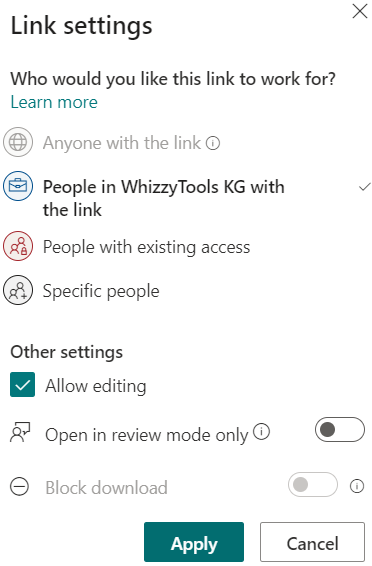 Link settings
Who would you like this link to work for?
Learn more
Anyone with the link
People in WhizzyTools KG with
the link
People with existing access
Specific people
Other settings
Allow editing
Open in review mode only
Block download
Apply
Cancel